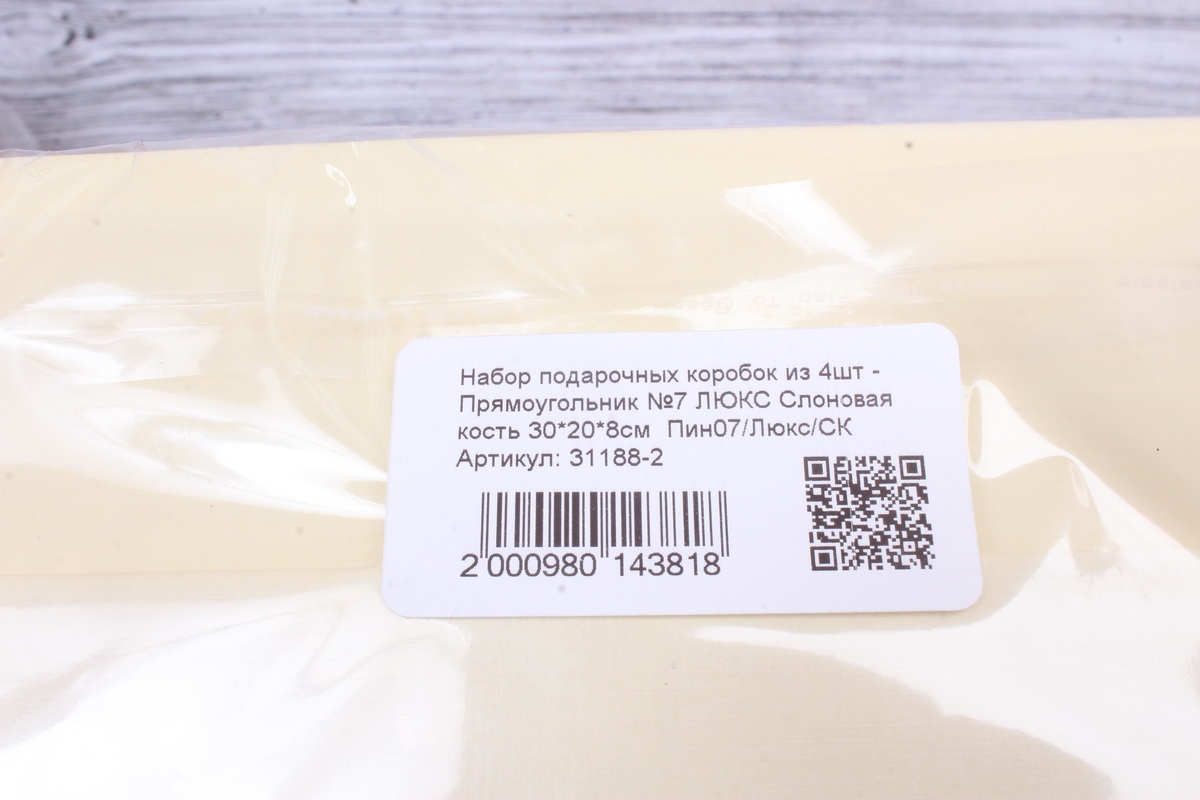 Набор подарочных коробок из 4шт -
Прямоугольник №7 ЛЮКС Слоновая
кость 30*20*8см Пин07/Люкс/СК
Артикул: 31188-2
2 000980 143818